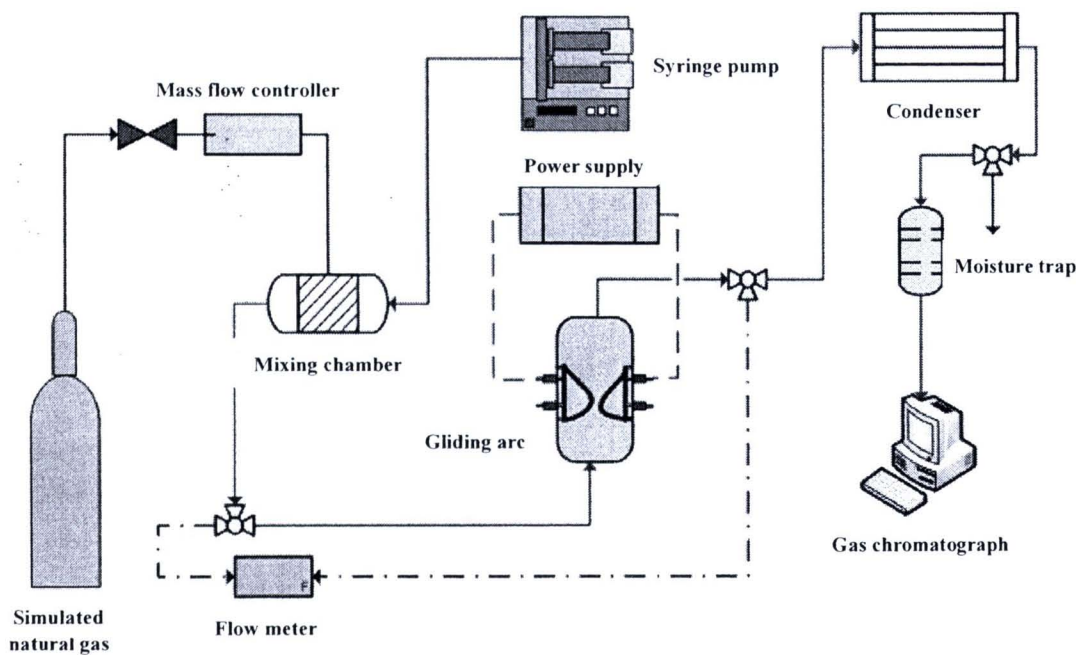 Syringe pump
Mass flow controller
Condenser
Power supply
Moisture trap
Mixing chamber
Gliding arc
Gas chromatograph
F
Simulated
natural gas
Flow meter